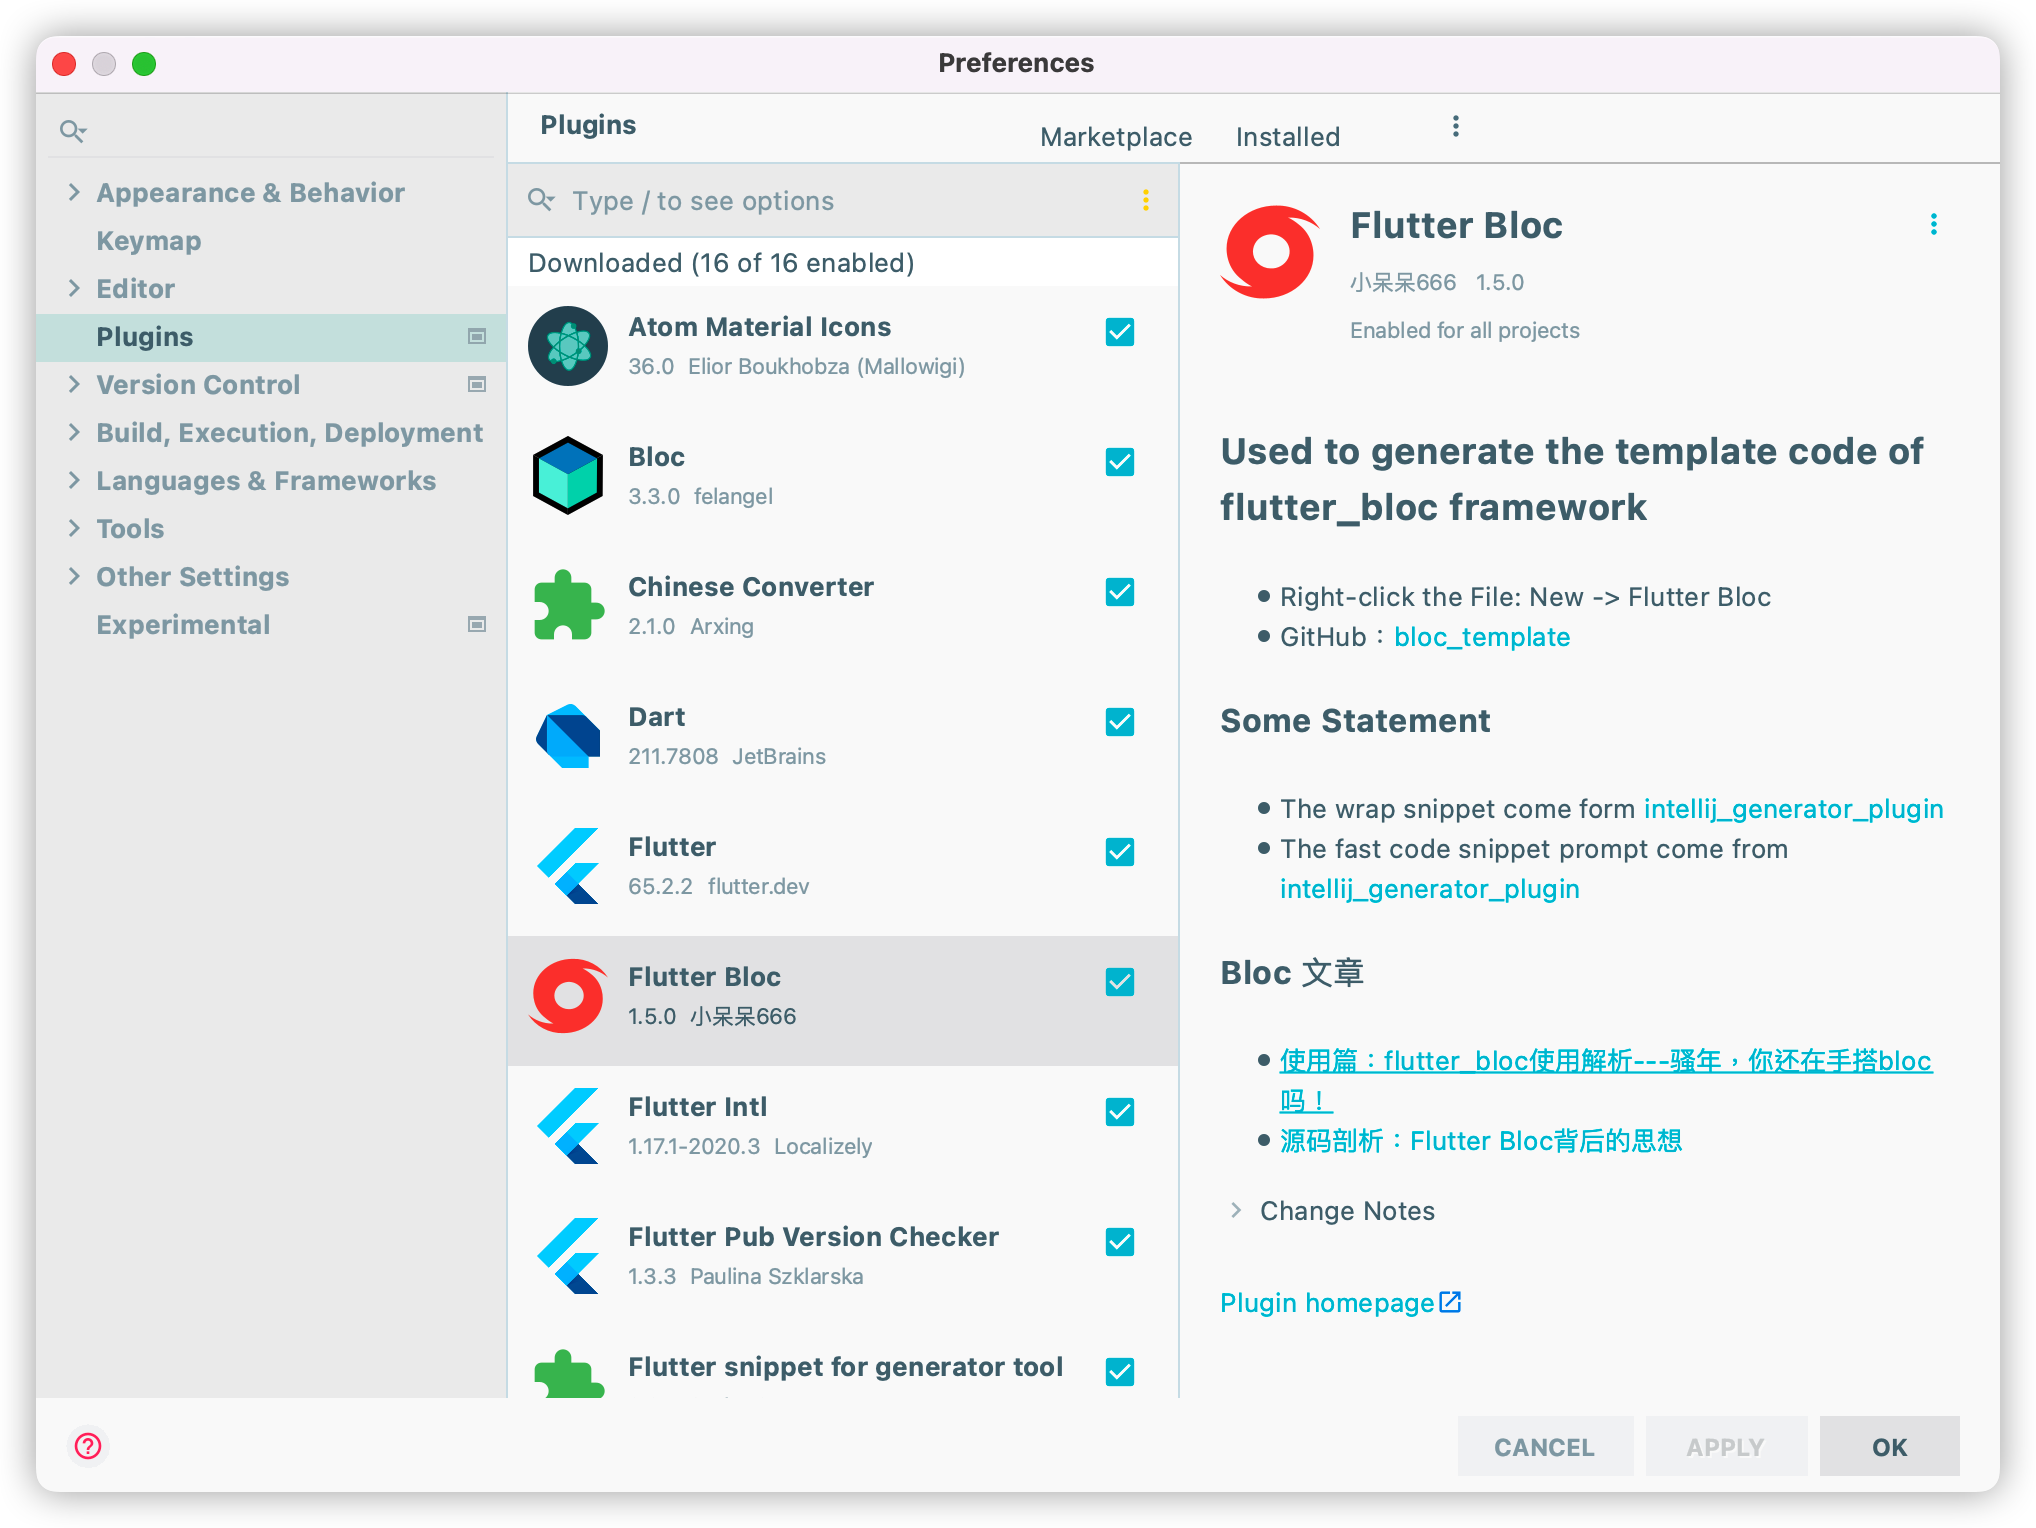 Preferences
Plugins
Marketplace
Installed
Appearance & Behavior
Keymap
Editor
Plugins
Version Control
Build, Execution, Deployment
Languages & Frameworks
Tools
Other Settings
Experimental
Type / to see options
Downloaded (16 of 16 enabled)
Atom Material Icons
36.0 Elior Boukhobza (Mallowigi)
Bloc
3.3.0 felangel
Chinese Converter
2.1.0 Arxing
Dart
211.7808 JetBrains
Flutter
65.2.2 flutter.dev
Flutter Bloc
1.5.0 小呆呆666
Flutter Intl
1.17.1-2020.3 Localizely
Flutter Pub Version Checker
1.3.3 Paulina Szklarska
Flutter snippet for generator tool
Flutter Bloc
小呆呆666 1.5.0
Enabled for all projects
Used to generate the template code of
flutter_bloc framework
Right-click the File: New -> Flutter Bloc
GitHub：bloc_template
Some Statement
The wrap snippet come form intellij_generator_plugin
The fast code snippet prompt come from
intellij_generator_plugin
Bloc 文章
使用篇：flutter_bloc使用解析---骚年，你还在手搭bloc
吗！
源码剖析：Flutter Bloc背后的思想
Change Notes
Plugin homepage
CANCEL
APPLY
OK